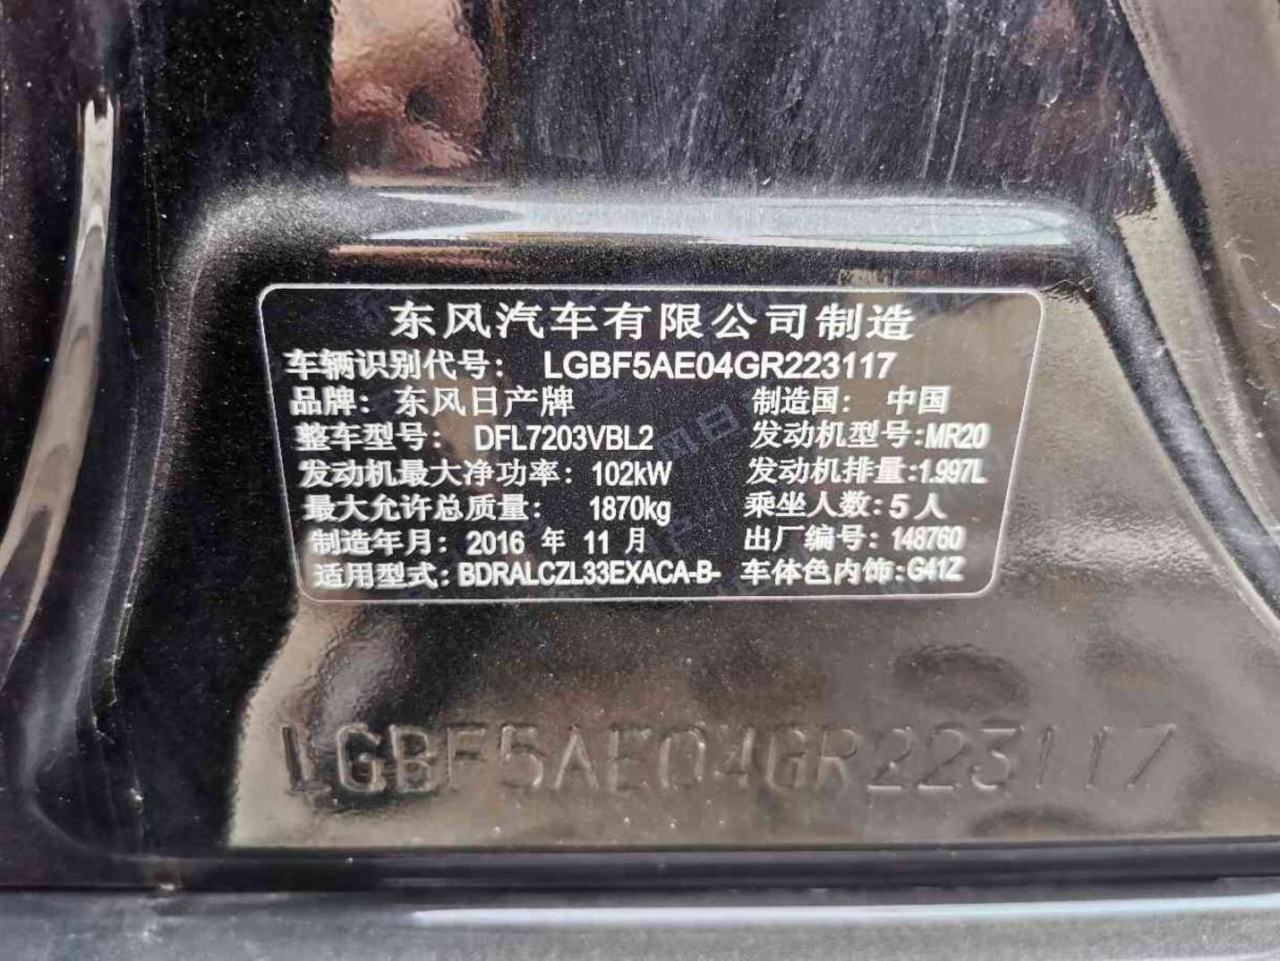 东风汽车有限公司制造
车辆识别代号: LGBF5AE04GR223117
品牌: 东风日产牌 制造国: 中国
整车型号: DFL7203VBL2 发动机型号:MR20
发动机最大净功率: 102kW 发动机排量:1.997L
最大允许总质量: 1870kg 乘坐人数:5人
制造年月: 2016 年 11 月 出厂编号: 148760
适用型式: BDRALCZL33EXACA-B- 车体色内饰:G41Z
LGBF5AE04GR223117